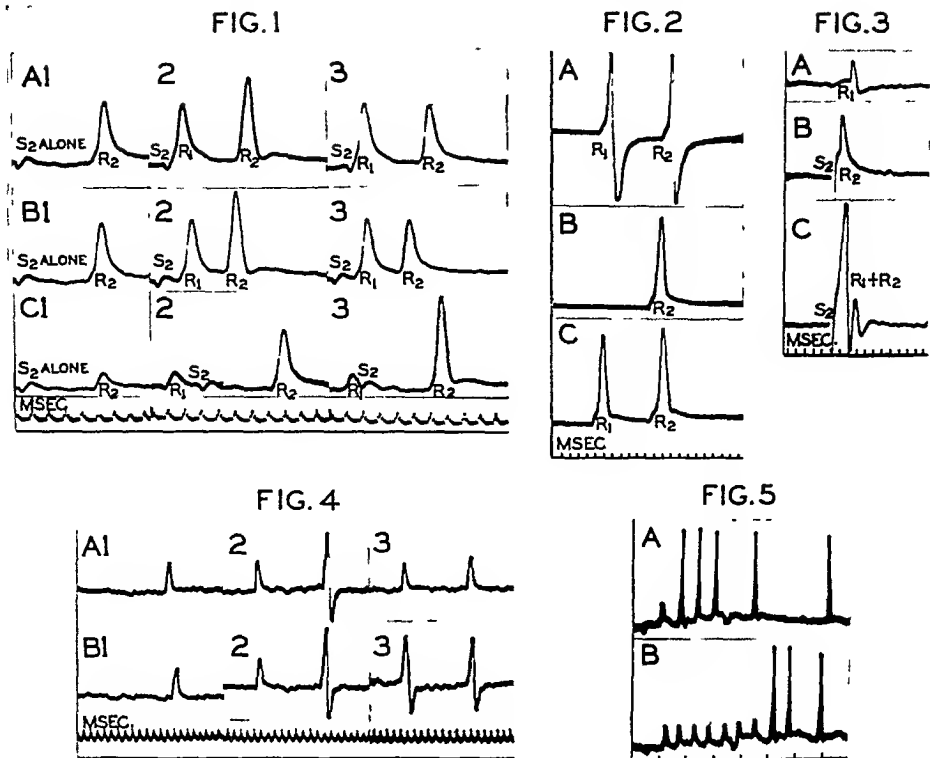 FIG.1
A1 2 3
S2 ALONE R2 S2 R1 R2 S2 R1 R2
B1 2 3
S2 ALONE R2 S2 R1 R2 S2 R1 R2
C1 2 3
S2 ALONE R2 R1 S2 R2 R1 S2 R2
MSEC
FIG.2
A
R1 R2
B
R2
C
R1 R2
MSEC
FIG.3
A
R1
B
S2 R2
C
R1+R2
S2
MSEC.
FIG.4
A1 2 3
B1 2 3
MSEC.
FIG.5
A
B